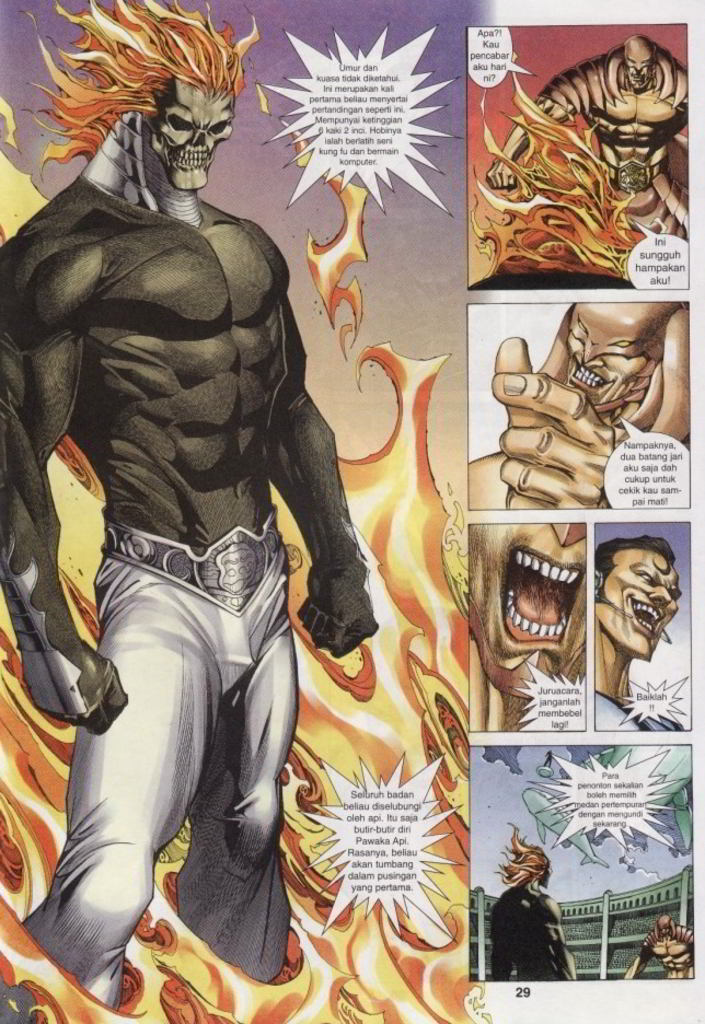 Umur dan
kuasa tidak diketahui.
Ini merupakan kali
pertama beliau menyertai
pertandingan seperti ini.
Mempunyai ketinggian
6 kaki 2 inci. Hobinya
ialah berlatih seni
kung fu dan bermain
komputer.
Seluruh badan
beliau diselubungi
oleh api. Itu saja
butir-butir diri
Pawaka Api.
Rasanya, beliau
akan tumbang
dalam pusingan
yang pertama.
Apa?!
Kau
pencabar
aku hari
ni?
Ini
sungguh
hampakan
aku!
Nampaknya,
dua batang jari
aku saja dah
cukup untuk
cekik kau sam-
pai mati!
Juruacara,
janganlah
membebel
lagi!
Baiklah
!!
Para
penonton sekalian
boleh memilih
medan pertempuran
dengan mengundi
sekarang.
29